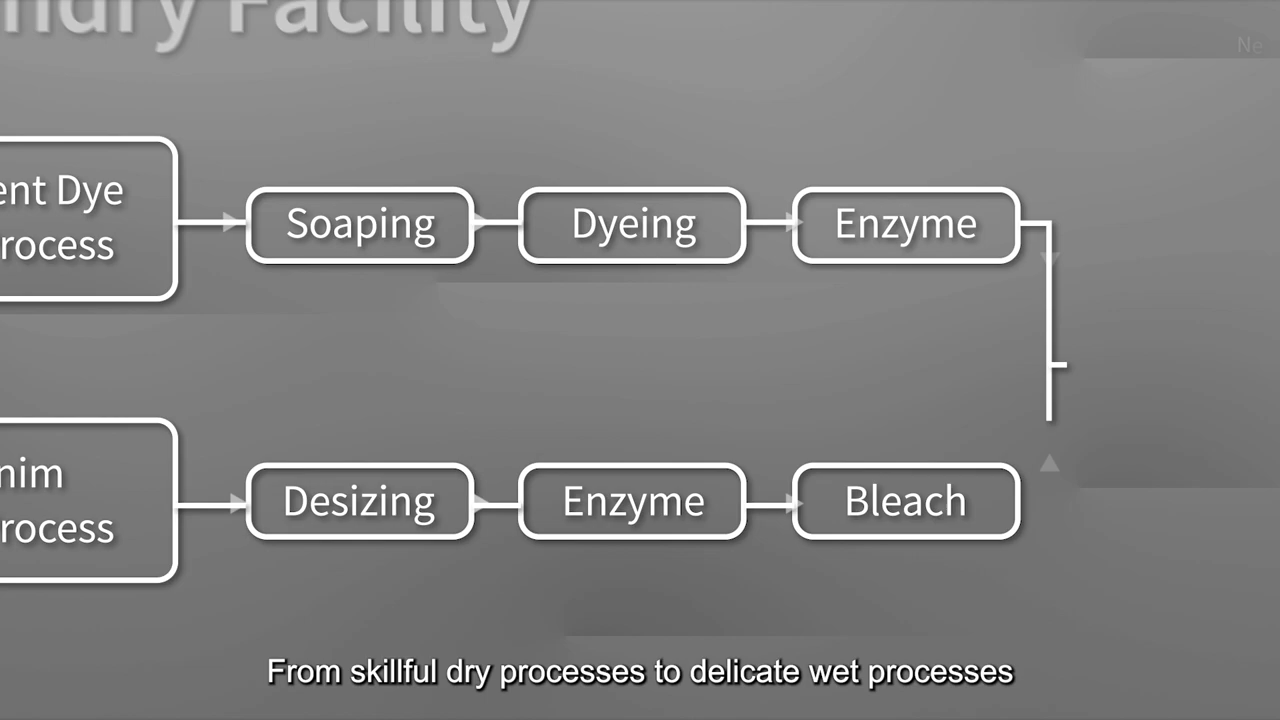 ndry Facility
Ne
ent Dye
rocess
Soaping
Dyeing
Enzyme
nim
rocess
Desizing
Enzyme
Bleach
From skillful dry processes to delicate wet processes